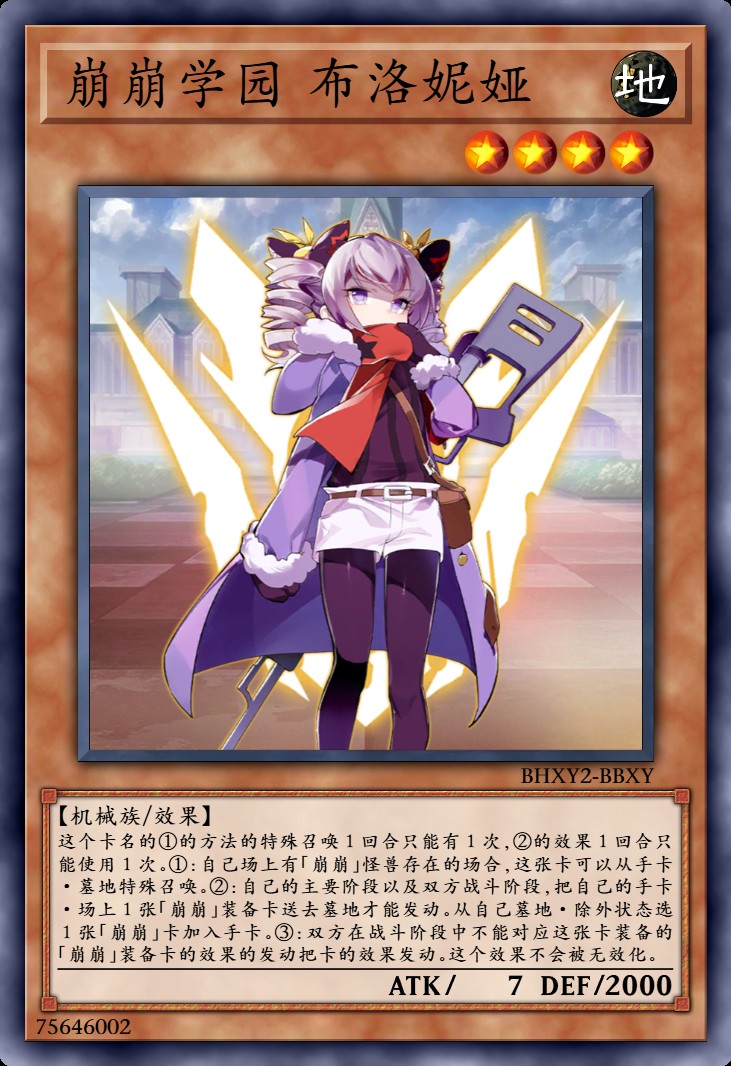 崩崩学园 布洛妮娅
地
BHXY2-BBXY
【机械族/效果】
这个卡名的①的方法的特殊召唤1回合只能有1次,②的效果1回合只
能使用1次。①:自己场上有「崩崩」怪兽存在的场合,这张卡可以从手卡
·墓地特殊召唤。②:自己的主要阶段以及双方战斗阶段,把自己的手卡
·场上1张「崩崩」装备卡送去墓地才能发动。从自己墓地·除外状态选
1张「崩崩」卡加入手卡。③:双方在战斗阶段中不能对应这张卡装备的
「崩崩」装备卡的效果的发动把卡的效果发动。这个效果不会被无效化。
ATK/ 7 DEF/2000
75646002